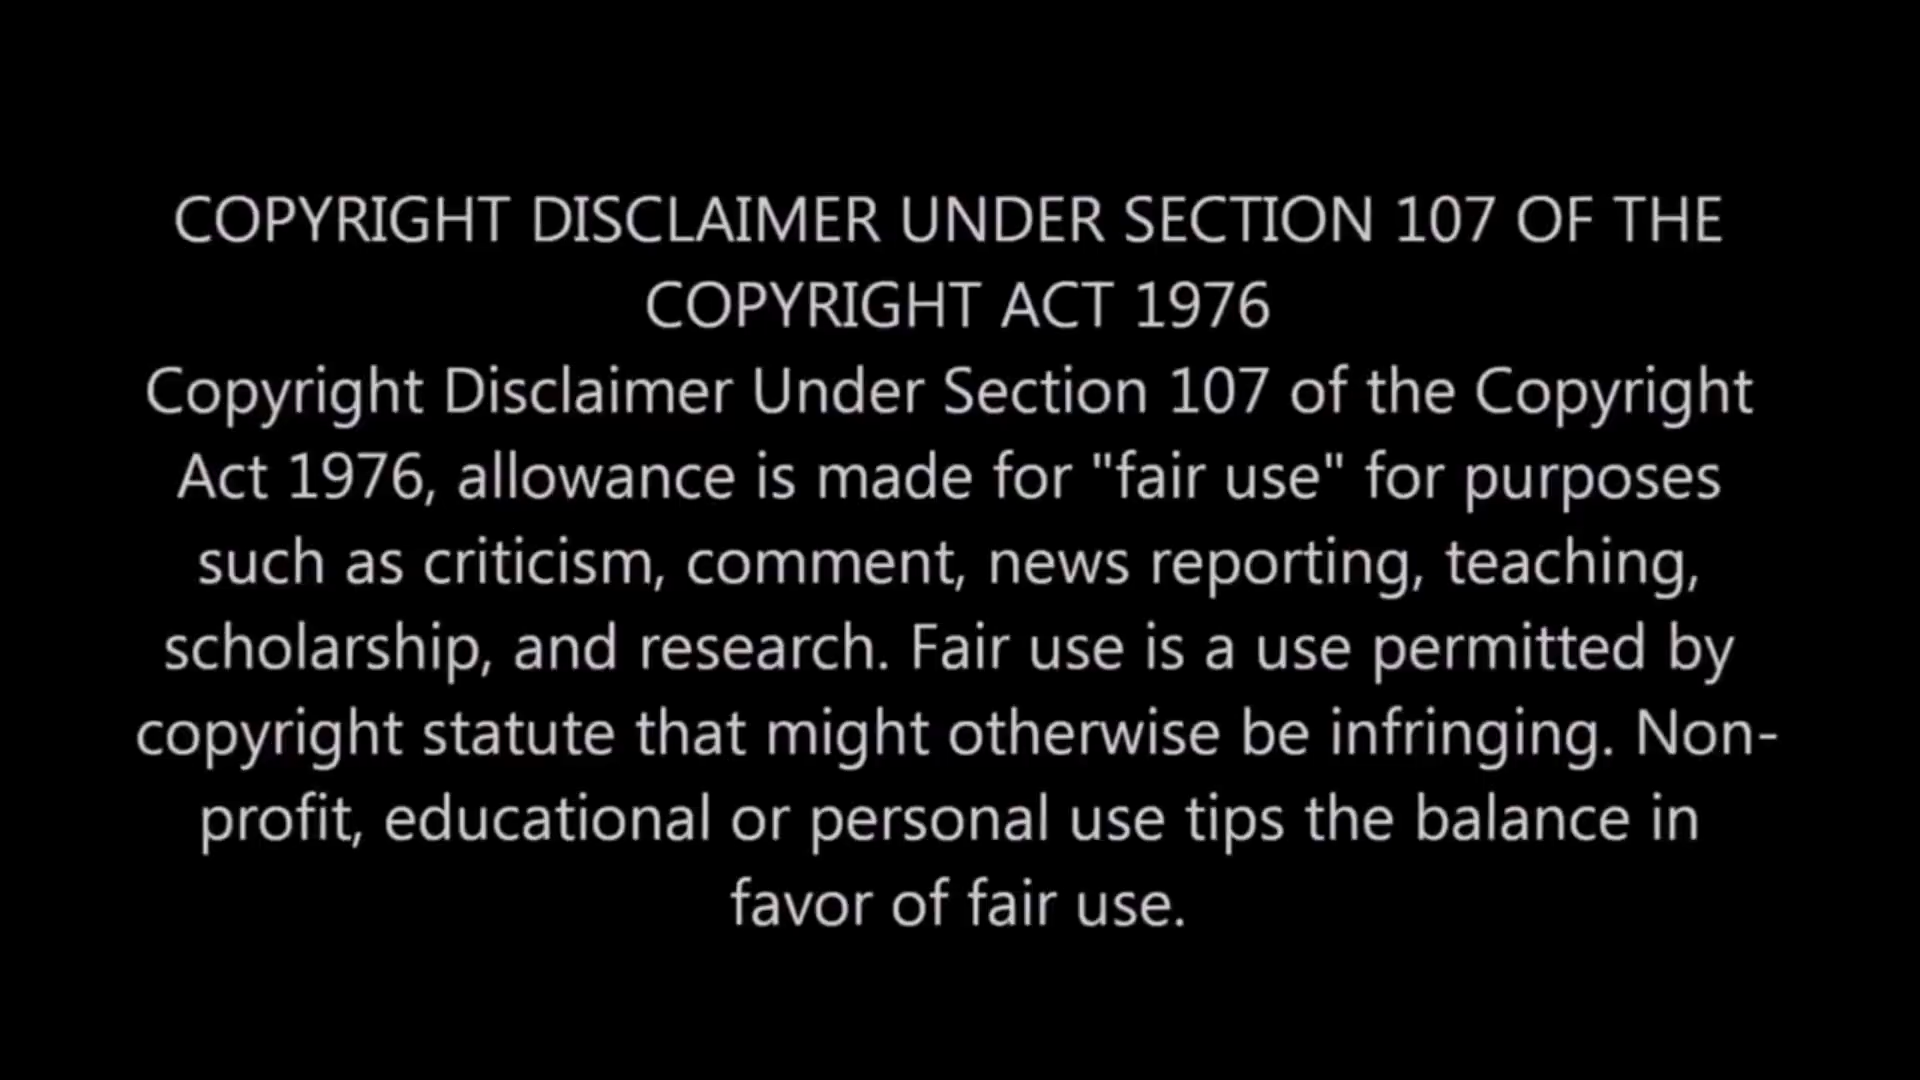 COPYRIGHT DISCLAIMER UNDER SECTION 107 OF THE
COPYRIGHT ACT 1976
Copyright Disclaimer Under Section 107 of the Copyright
Act 1976, allowance is made for "fair use" for purposes
such as criticism, comment, news reporting, teaching,
scholarship, and research. Fair use is a use permitted by
copyright statute that might otherwise be infringing. Non-
profit, educational or personal use tips the balance in
favor of fair use.